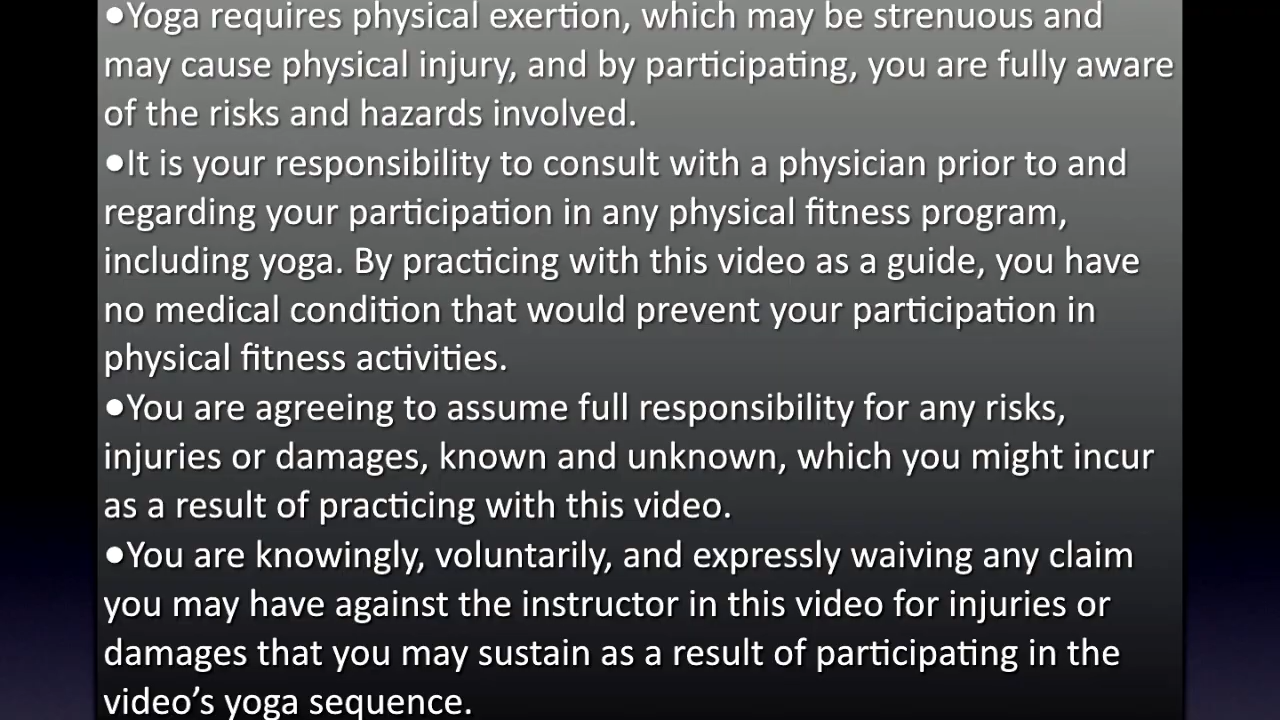 ●Yoga requires physical exertion, which may be strenuous and
may cause physical injury, and by participating, you are fully aware
of the risks and hazards involved.
●It is your responsibility to consult with a physician prior to and
regarding your participation in any physical fitness program,
including yoga. By practicing with this video as a guide, you have
no medical condition that would prevent your participation in
physical fitness activities.
●You are agreeing to assume full responsibility for any risks,
injuries or damages, known and unknown, which you might incur
as a result of practicing with this video.
●You are knowingly, voluntarily, and expressly waiving any claim
you may have against the instructor in this video for injuries or
damages that you may sustain as a result of participating in the
video’s yoga sequence.